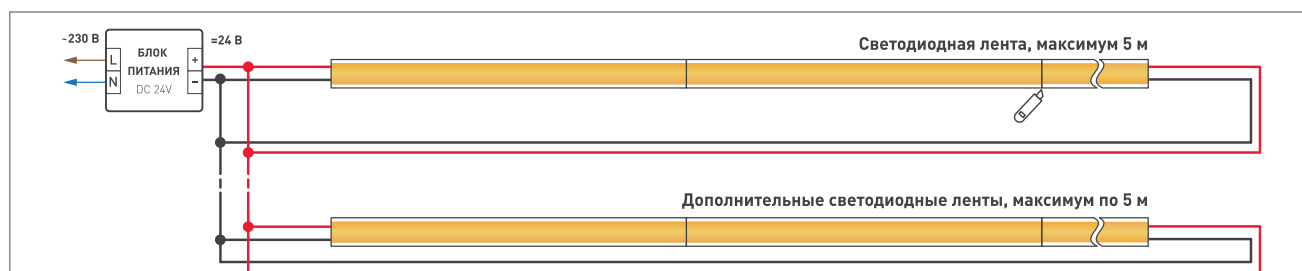 ~230 В
БЛОК ПИТАНИЯ
DC 24V
L
N
+
−
=24 В
Светодиодная лента, максимум 5 м
Дополнительные светодиодные ленты, максимум по 5 м